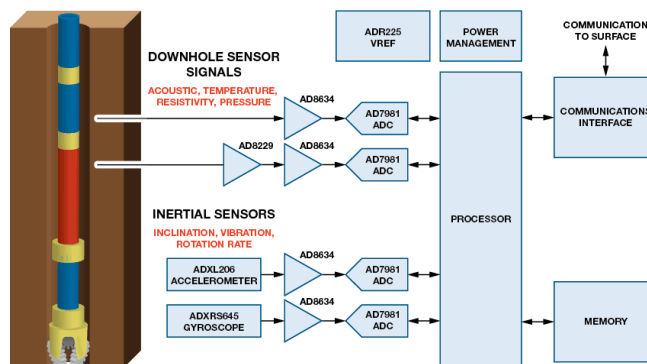 ADR225
VREF
POWER
MANAGEMENT
COMMUNICATION
TO SURFACE
DOWNHOLE SENSOR
SIGNALS
ACOUSTIC, TEMPERATURE,
RESISTIVITY, PRESSURE
AD8634
AD7981
ADC
COMMUNICATIONS
INTERFACE
AD8229
AD8634
AD7981
ADC
PROCESSOR
INERTIAL SENSORS
INCLINATION, VIBRATION,
ROTATION RATE
ADXL206
ACCELEROMETER
AD8634
AD7981
ADC
ADXRS645
GYROSCOPE
AD8634
AD7981
ADC
MEMORY